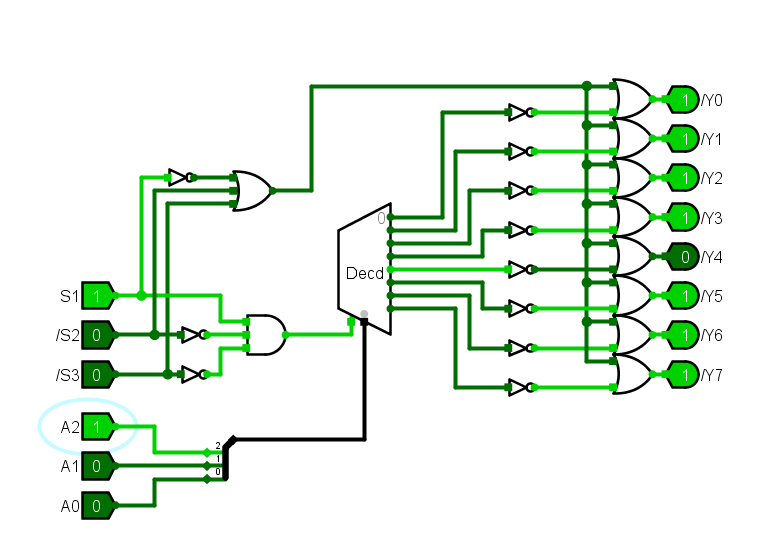 1 /Y0
1 /Y1
1 /Y2
0 1 /Y3
0 /Y4
Decd
S1 1
1 /Y5
/S2 0
1 /Y6
/S3 0
1 /Y7
A2 1
2
A1 0
1
0
A0 0